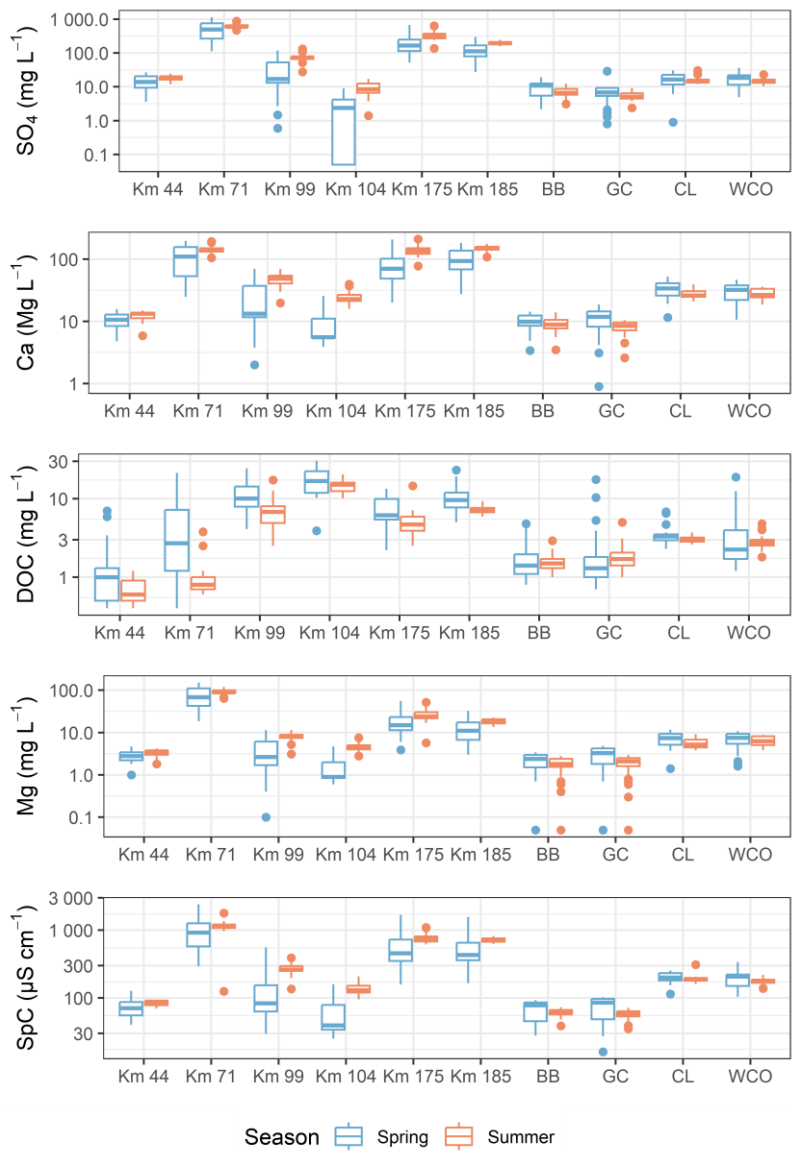 SO₄ (mg L⁻¹)
1 000.0
100.0
10.0
1.0
0.1
Km 44 Km 71 Km 99 Km 104 Km 175 Km 185 BB GC CL WCO
Ca (Mg L⁻¹)
100
10
1
Km 44 Km 71 Km 99 Km 104 Km 175 Km 185 BB GC CL WCO
DOC (mg L⁻¹)
30
10
3
1
Km 44 Km 71 Km 99 Km 104 Km 175 Km 185 BB GC CL WCO
Mg (mg L⁻¹)
100.0
10.0
1.0
0.1
Km 44 Km 71 Km 99 Km 104 Km 175 Km 185 BB GC CL WCO
SpC (µS cm⁻¹)
3 000
1 000
300
100
30
Km 44 Km 71 Km 99 Km 104 Km 175 Km 185 BB GC CL WCO
Season Spring Summer